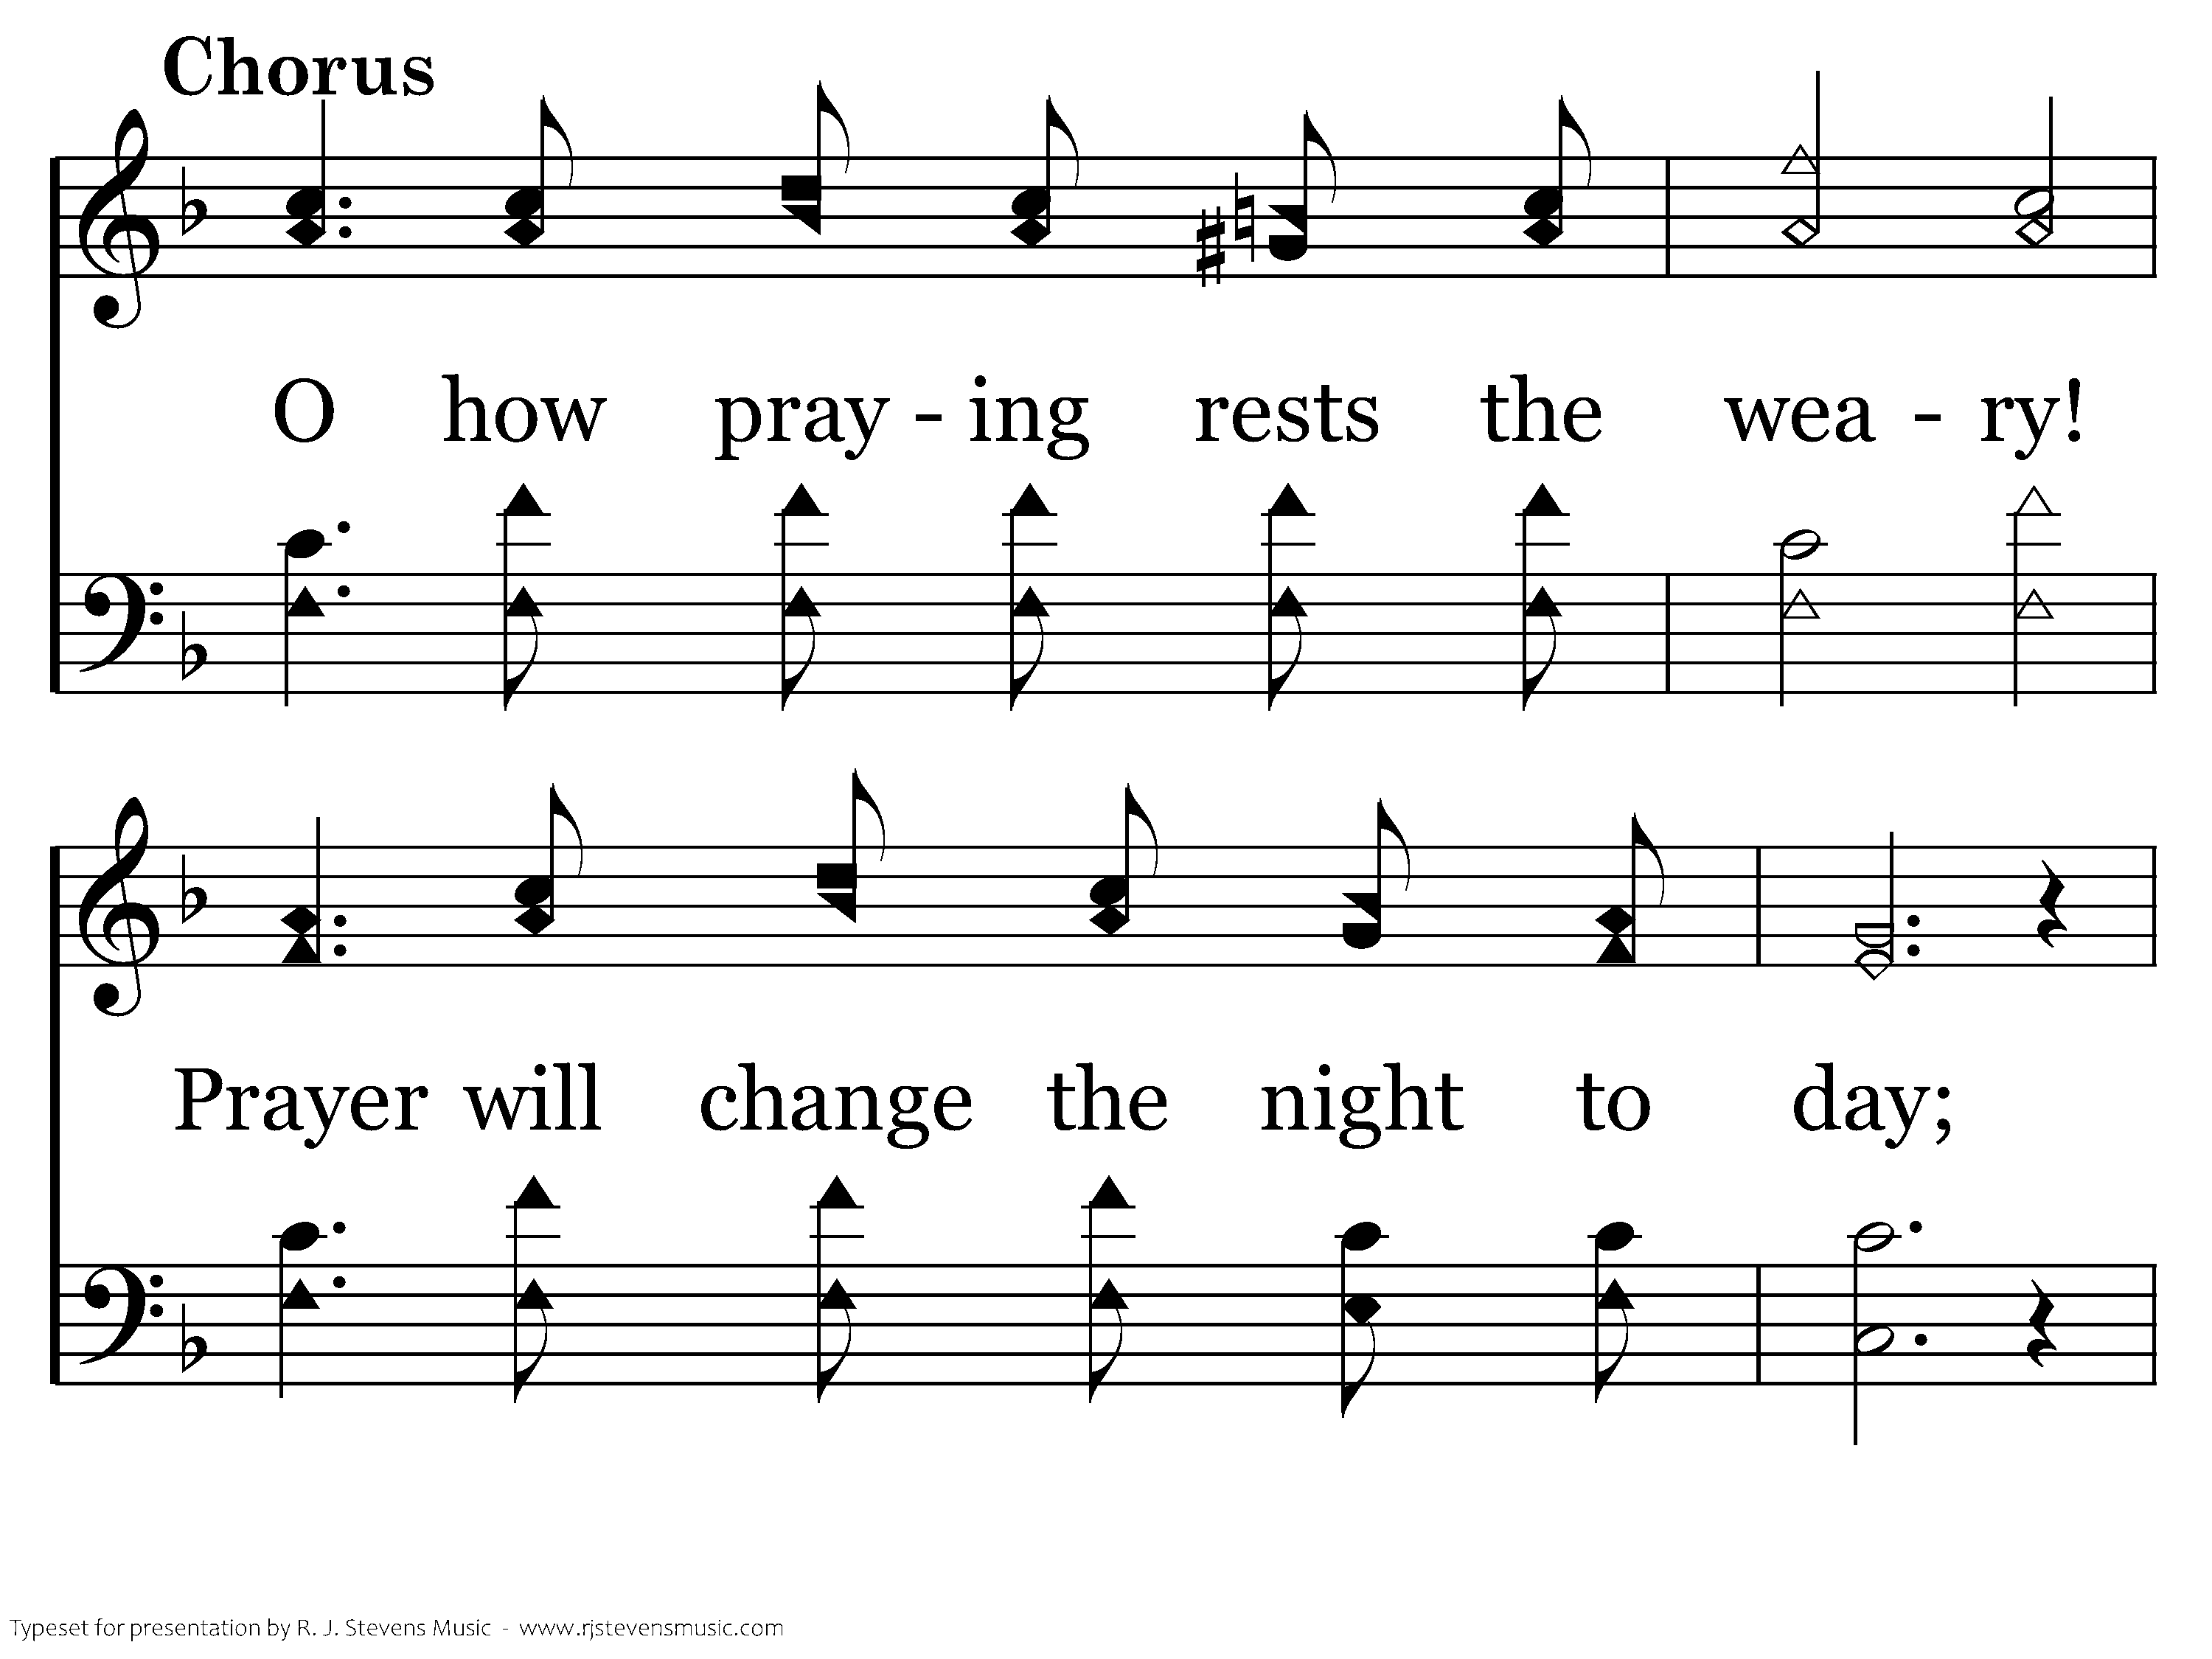 Chorus
O how pray - ing rests the wea - ry!
Prayer will change the night to day;
Typeset for presentation by R. J. Stevens Music - www.rjstevensmusic.com